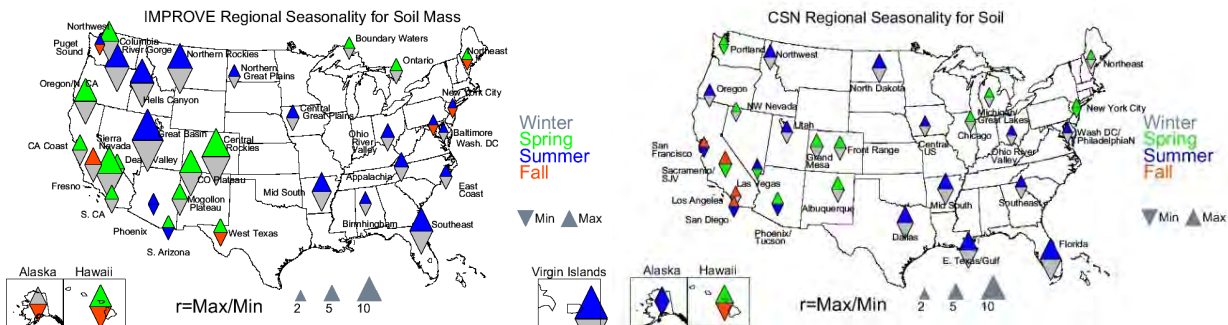 IMPROVE Regional Seasonality for Soil Mass
Northwest
Puget
Sound
Columbia
River Gorge
Northern Rockies
Boundary Waters
Ontario
Northeast
Northern
Great Plains
Oregon/N. CA
Hells Canyon
New York City
Central
Great Plains
Great Basin
Sierra
Nevada
CA Coast
Death Valley
Central
Rockies
Ohio
River
Valley
Baltimore
Wash. DC
Fresno
CO Plateau
Appalachia
Mid South
East
Coast
S. CA
Mogollon
Plateau
Birmhingham
Southeast
Phoenix
S. Arizona
West Texas
Winter
Spring
Summer
Fall
Min
Max
Alaska
Hawaii
r=Max/Min
2
5
10
Virgin Islands
CSN Regional Seasonality for Soil
Portland
Northwest
North Dakota
Northeast
Oregon
NW Nevada
Michigan/
Great Lakes
New York City
Utah
Chicago
Central
US
Ohio River
Valley
Wash DC/
PhiladelphiaN
San
Francisco
Grand
Mesa
Front Range
Sacramento/
SJV
Las Vegas
Los Angeles
San Diego
Albuquerque
Mid South
Southeast
Phoenix/
Tucson
Dallas
E. Texas/Gulf
Florida
Winter
Spring
Summer
Fall
Min
Max
Alaska
Hawaii
r=Max/Min
2
5
10